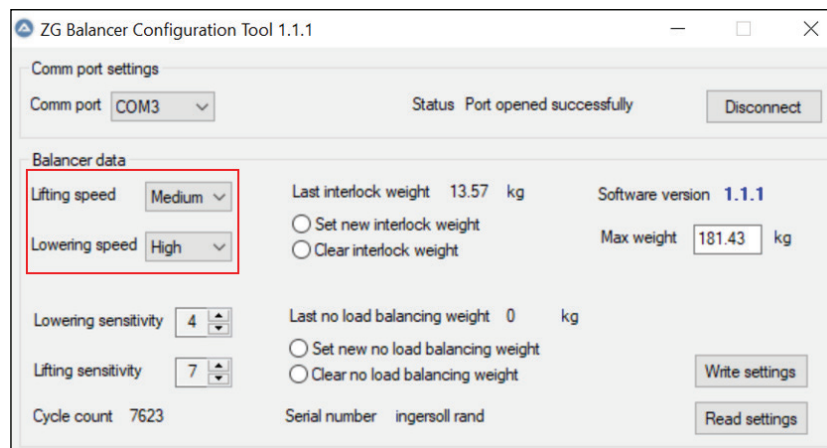 ZG Balancer Configuration Tool 1.1.1
Comm port settings
Comm port COM3 Status Port opened successfully Disconnect
Balancer data
Lifting speed Medium Last interlock weight 13.57 kg Software version 1.1.1
Set new interlock weight
Lowering speed High Clear interlock weight Max weight 181.43 kg
Lowering sensitivity 4 Last no load balancing weight 0 kg
Set new no load balancing weight
Lifting sensitivity 7 Clear no load balancing weight Write settings
Cycle count 7623 Serial number ingersoll rand Read settings